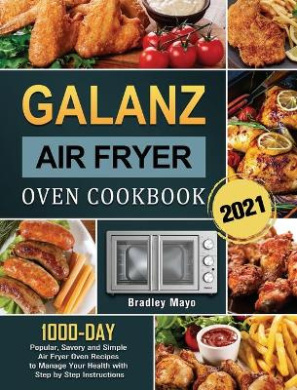 GALANZ
AIR FRYER
OVEN COOKBOOK
2021
Bradley Mayo
1000-DAY
Popular, Savory and Simple
Air Fryer Oven Recipes
to Manage Your Health with
Step by Step Instructions